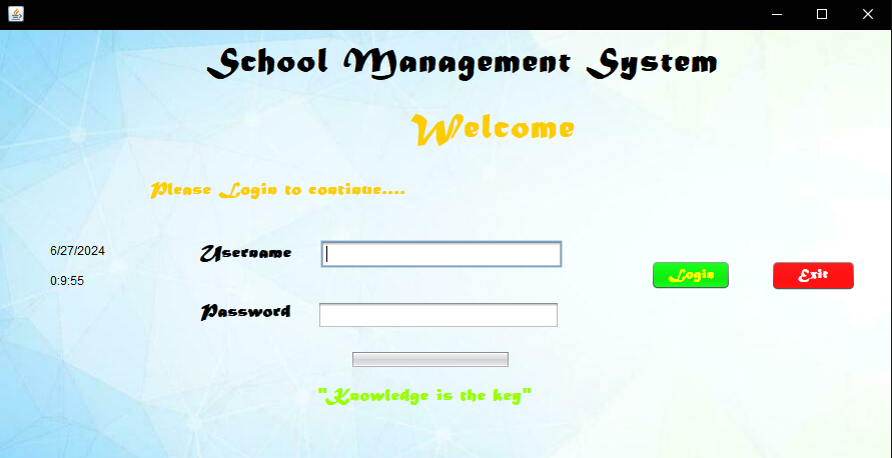 School Management System
Welcome
Please Login to continue....
6/27/2024
Username
0:9:55
Login
Exit
Password
"Knowledge is the key"